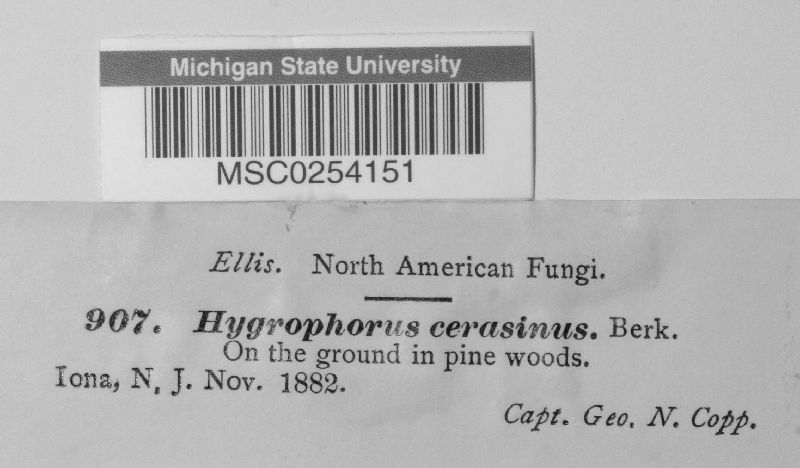 Michigan State University
MSC0254151
Ellis. North American Fungi.
907. Hygrophorus cerasinus. Berk.
On the ground in pine woods.
Iona, N, J. Nov. 1882.
Capt. Geo. N. Copp.